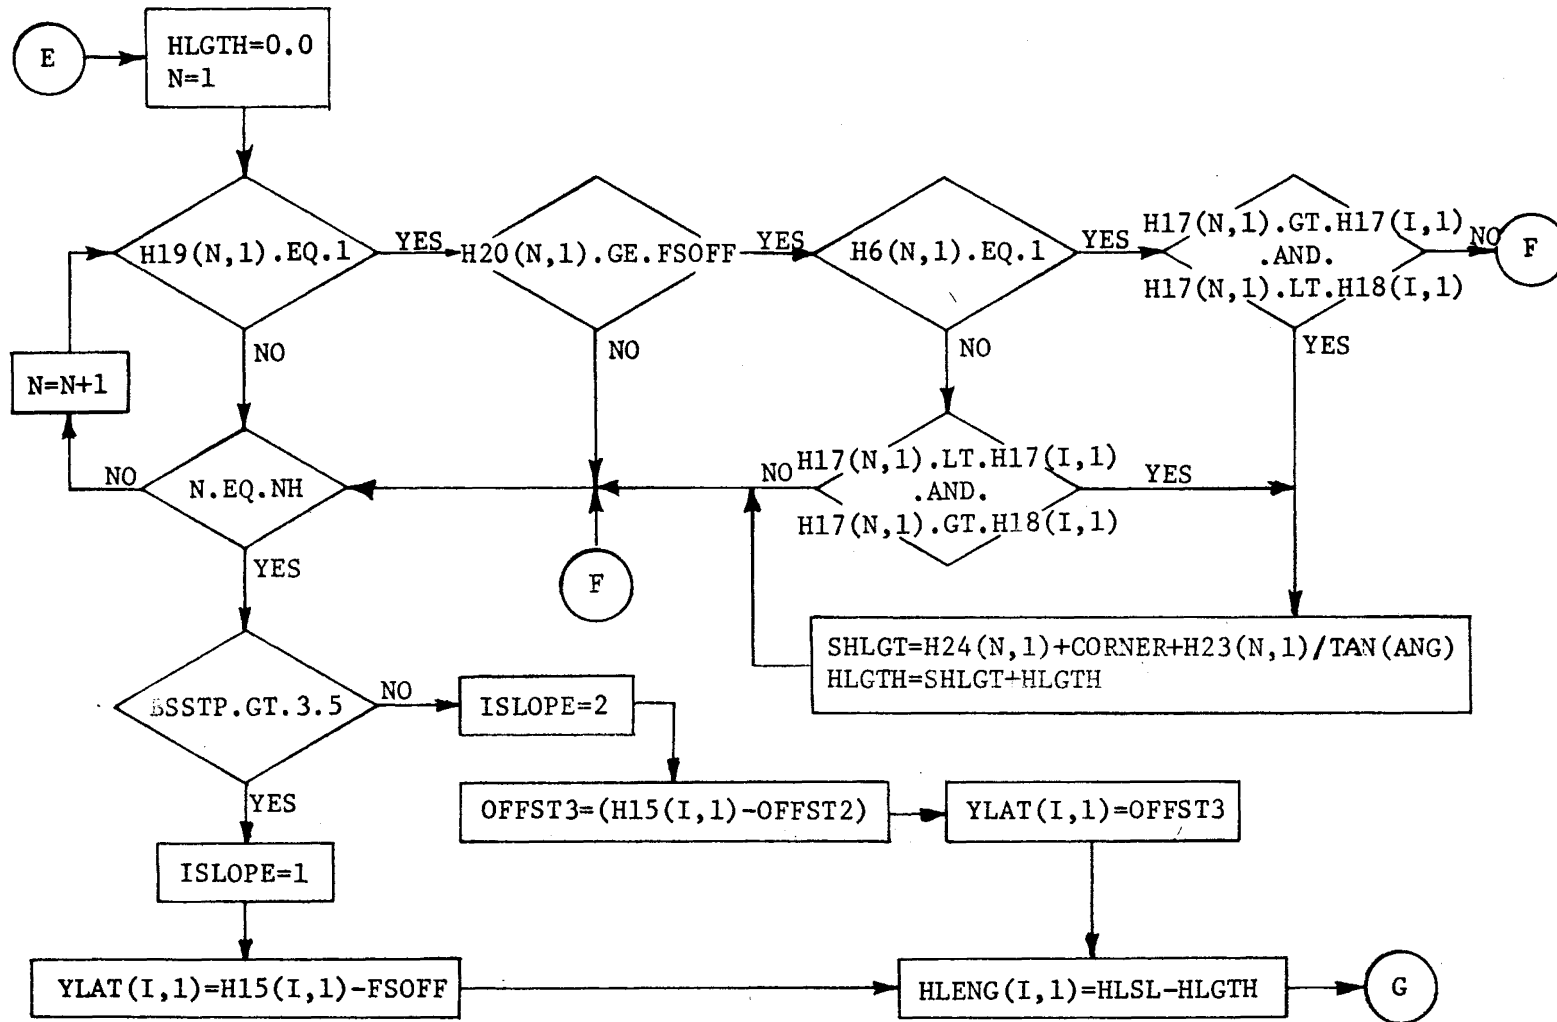 E
HLGTH=0.0
N=1
H19(N,1).EQ.1
YES
H20(N,1).GE.FSOFF
YES
H6(N,1).EQ.1
YES
H17(N,1).GT.H17(I,1)
.AND.
H17(N,1).LT.H18(I,1)
NO
F
NO
NO
NO
YES
N=N+1
NO
N.EQ.NH
NO
H17(N,1).LT.H17(I,1)
.AND.
H17(N,1).GT.H18(I,1)
YES
YES
F
SHLGT=H24(N,1)+CORNER+H23(N,1)/TAN(ANG)
HLGTH=SHLGT+HLGTH
BSSTP.GT.3.5
NO
ISLOPE=2
YES
OFFST3=(H15(I,1)-OFFST2)
YLAT(I,1)=OFFST3
ISLOPE=1
YLAT(I,1)=H15(I,1)-FSOFF
HLENG(I,1)=HLSL-HLGTH
G